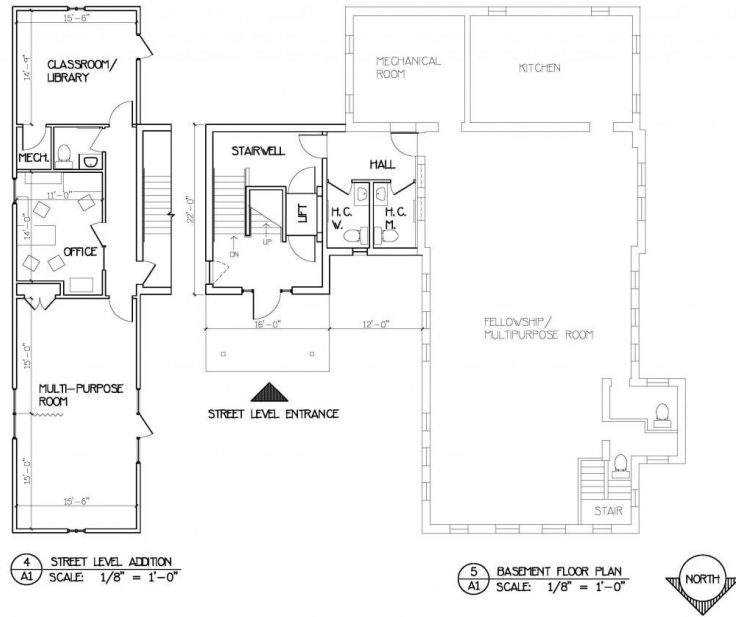 15'-6"
CLASSROOM/
LIBRARY
14'-9"
MECH.
11'-0"
14'-0"
OFFICE
15'-0"
MULTI-PURPOSE
ROOM
15'-0"
15'-6"
4
A1
STREET LEVEL ADDITION
SCALE: 1/8" = 1'-0"
MECHANICAL
ROOM
KITCHEN
STAIRWELL
HALL
22'-0"
LIFT
H. C.
W.
H. C.
M.
DN
UP
16'-0"
12'-0"
FELLOWSHIP/
MULTIPURPOSE ROOM
STREET LEVEL ENTRANCE
STAIR
5
A1
BASEMENT FLOOR PLAN
SCALE: 1/8" = 1'-0"
NORTH